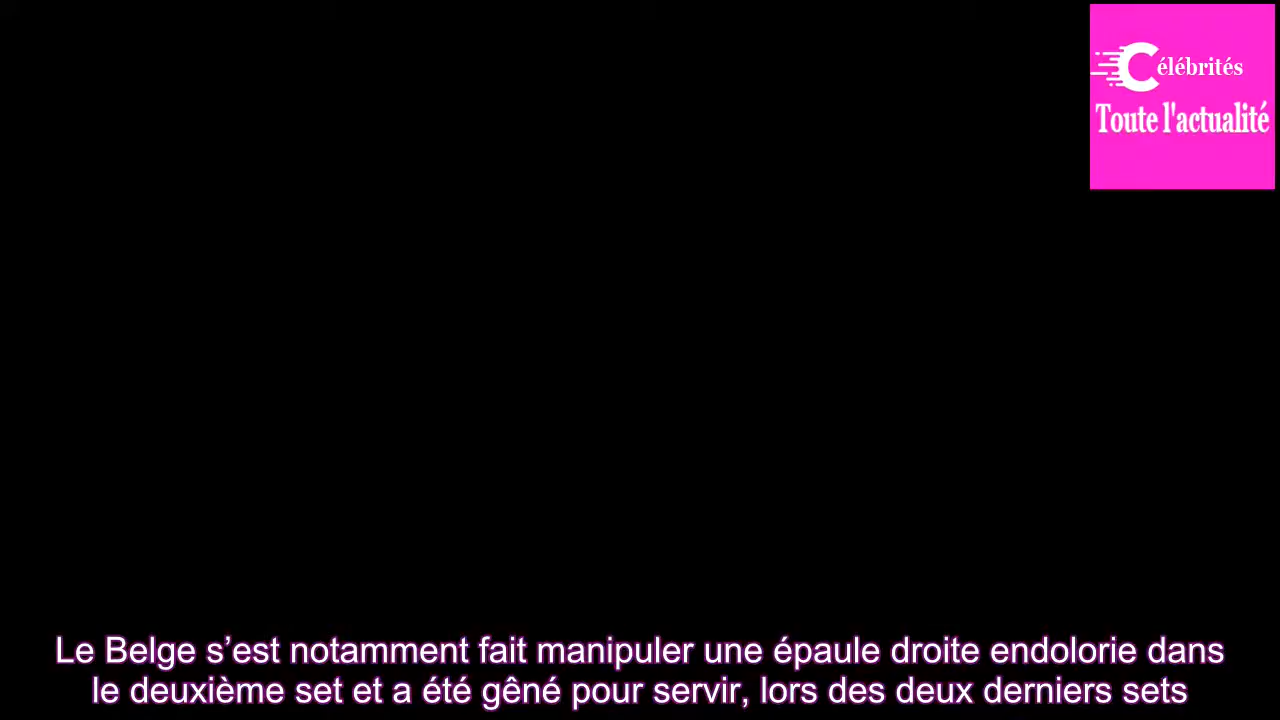 Célébrités
Toute l'actualité
Le Belge s’est notamment fait manipuler une épaule droite endolorie dans
le deuxième set et a été gêné pour servir, lors des deux derniers sets